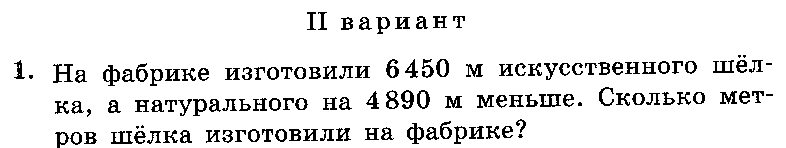 II вариант
1. На фабрике изготовили 6 450 м искусственного шёл-
ка, а натурального на 4 890 м меньше. Сколько мет-
ров шёлка изготовили на фабрике?